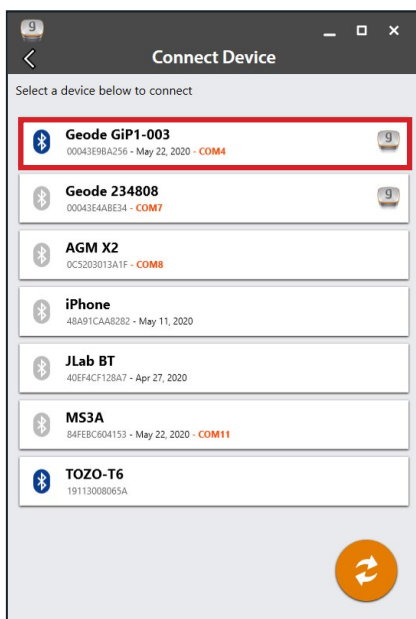 g
Connect Device
Select a device below to connect
Geode GiP1-003
00043E9BA256 - May 22, 2020 - COM4
g
Geode 234808
00043E4ABE34 - COM7
g
AGM X2
0C5203013A1F - COM8
iPhone
48A91CAA8282 - May 11, 2020
JLab BT
40EF4CF128A7 - Apr 27, 2020
MS3A
84FEBC604153 - May 22, 2020 - COM11
TOZO-T6
19113008065A